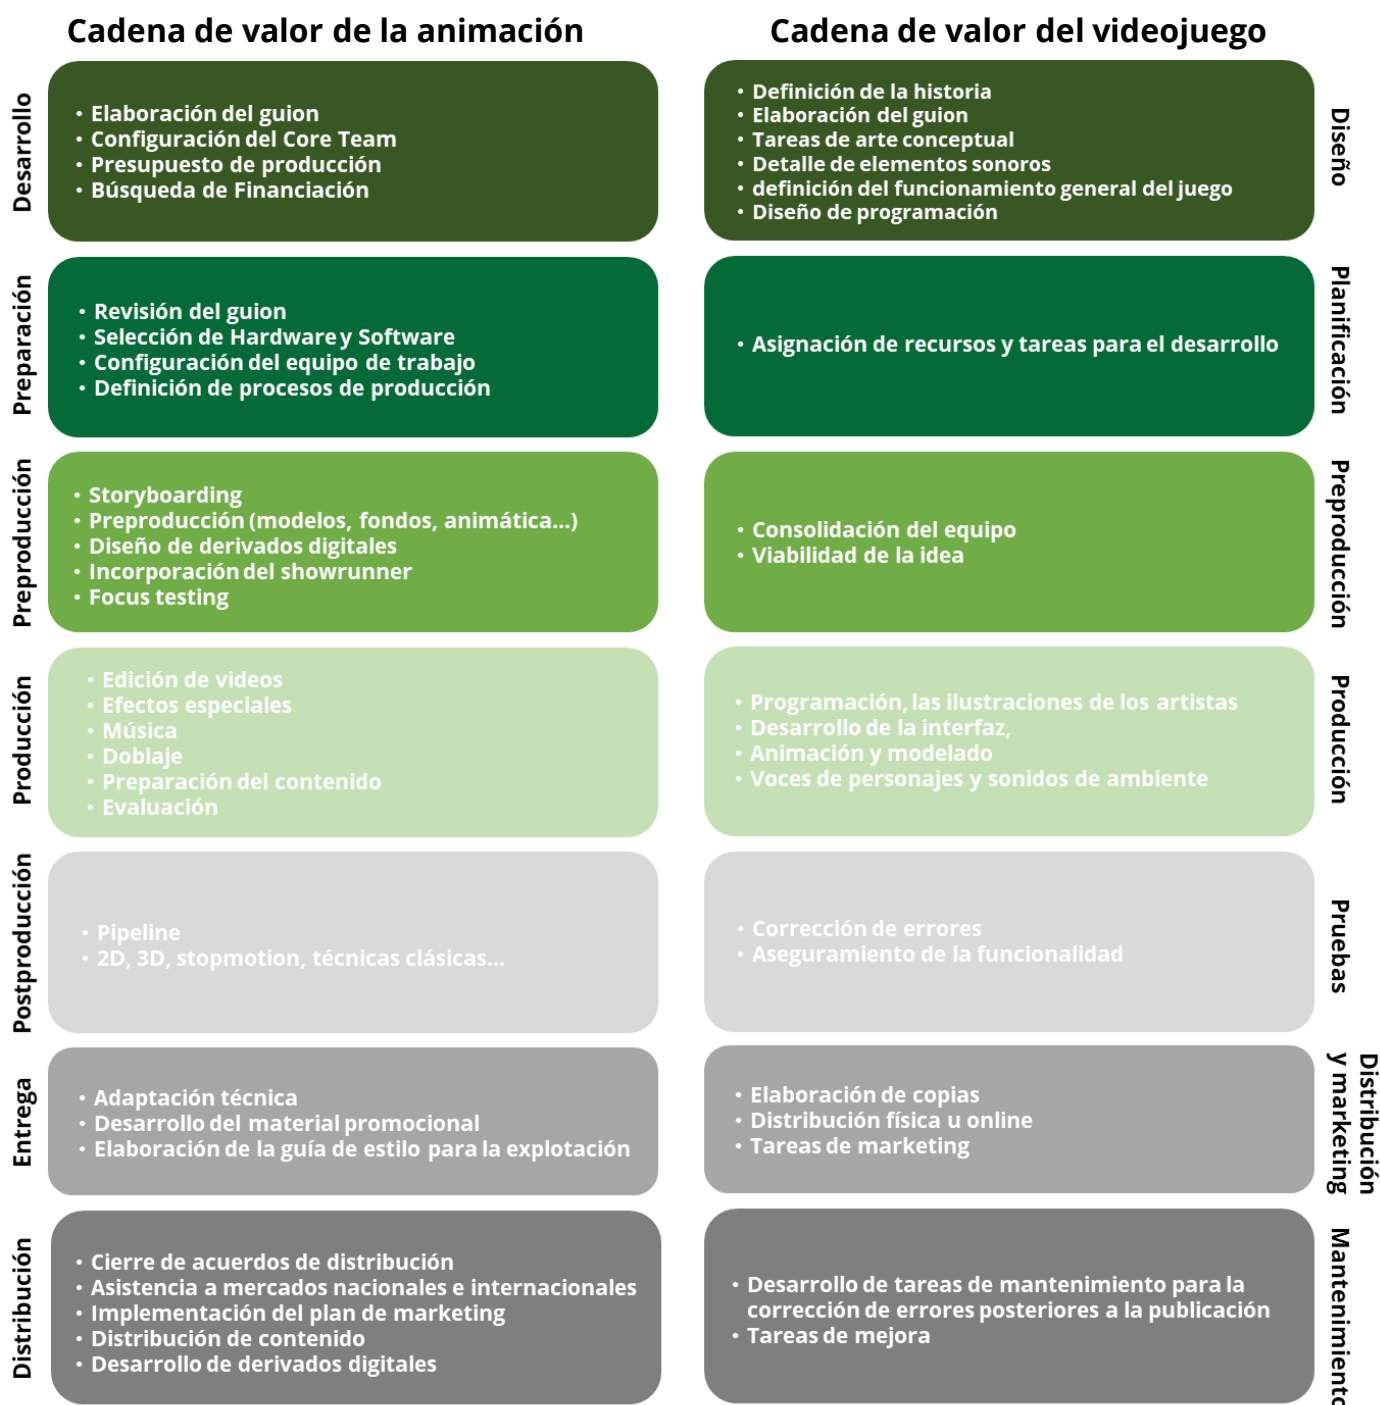 Cadena de valor de la animación
Desarrollo
• Elaboración del guion
• Configuración del Core Team
• Presupuesto de producción
• Búsqueda de Financiación
Preparación
• Revisión del guion
• Selección de Hardware y Software
• Configuración del equipo de trabajo
• Definición de procesos de producción
Preproducción
• Storyboarding
• Preproducción (modelos, fondos, animática...)
• Diseño de derivados digitales
• Incorporación del showrunner
• Focus testing
Producción
• Edición de videos
• Efectos especiales
• Música
• Doblaje
• Preparación del contenido
• Evaluación
Postproducción
• Pipeline
• 2D, 3D, stopmotion, técnicas clásicas...
Entrega
• Adaptación técnica
• Desarrollo del material promocional
• Elaboración de la guía de estilo para la explotación
Distribución
• Cierre de acuerdos de distribución
• Asistencia a mercados nacionales e internacionales
• Implementación del plan de marketing
• Distribución de contenido
• Desarrollo de derivados digitales
Cadena de valor del videojuego
Diseño
• Definición de la historia
• Elaboración del guion
• Tareas de arte conceptual
• Detalle de elementos sonoros
• definición del funcionamiento general del juego
• Diseño de programación
Planificación
• Asignación de recursos y tareas para el desarrollo
Preproducción
• Consolidación del equipo
• Viabilidad de la idea
Producción
• Programación, las ilustraciones de los artistas
• Desarrollo de la interfaz,
• Animación y modelado
• Voces de personajes y sonidos de ambiente
Pruebas
• Corrección de errores
• Aseguramiento de la funcionalidad
Distribución
y marketing
• Elaboración de copias
• Distribución física u online
• Tareas de marketing
Mantenimiento
• Desarrollo de tareas de mantenimiento para la
corrección de errores posteriores a la publicación
• Tareas de mejora